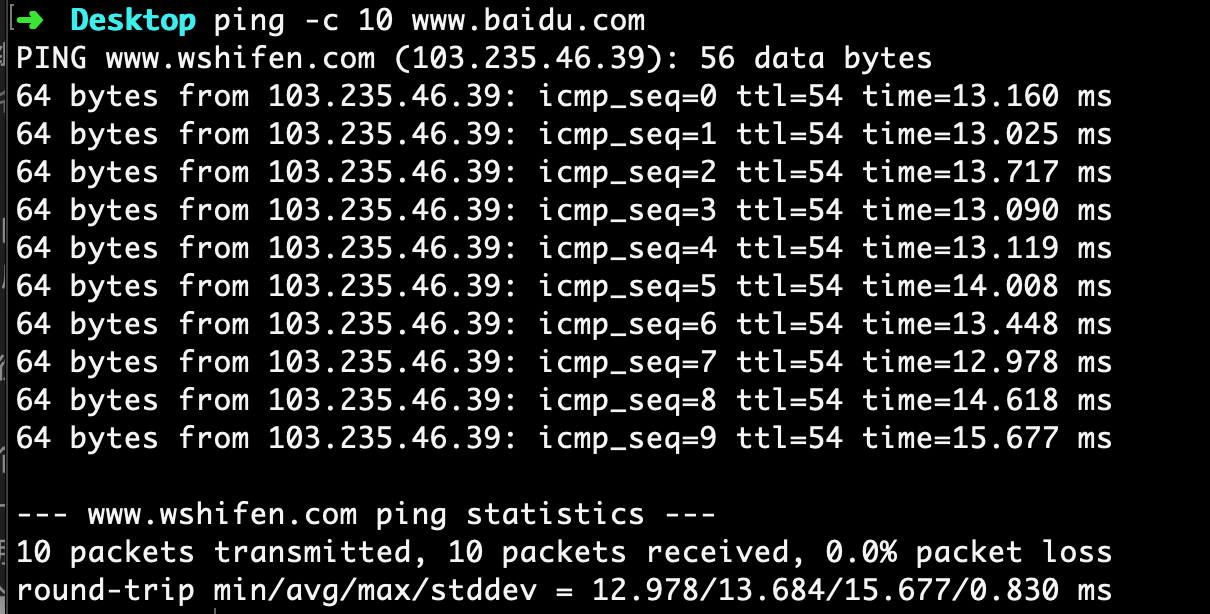 ➜ Desktop ping -c 10 www.baidu.com
PING www.wshifen.com (103.235.46.39): 56 data bytes
64 bytes from 103.235.46.39: icmp_seq=0 ttl=54 time=13.160 ms
64 bytes from 103.235.46.39: icmp_seq=1 ttl=54 time=13.025 ms
64 bytes from 103.235.46.39: icmp_seq=2 ttl=54 time=13.717 ms
64 bytes from 103.235.46.39: icmp_seq=3 ttl=54 time=13.090 ms
64 bytes from 103.235.46.39: icmp_seq=4 ttl=54 time=13.119 ms
64 bytes from 103.235.46.39: icmp_seq=5 ttl=54 time=14.008 ms
64 bytes from 103.235.46.39: icmp_seq=6 ttl=54 time=13.448 ms
64 bytes from 103.235.46.39: icmp_seq=7 ttl=54 time=12.978 ms
64 bytes from 103.235.46.39: icmp_seq=8 ttl=54 time=14.618 ms
64 bytes from 103.235.46.39: icmp_seq=9 ttl=54 time=15.677 ms
--- www.wshifen.com ping statistics ---
10 packets transmitted, 10 packets received, 0.0% packet loss
round-trip min/avg/max/stddev = 12.978/13.684/15.677/0.830 ms